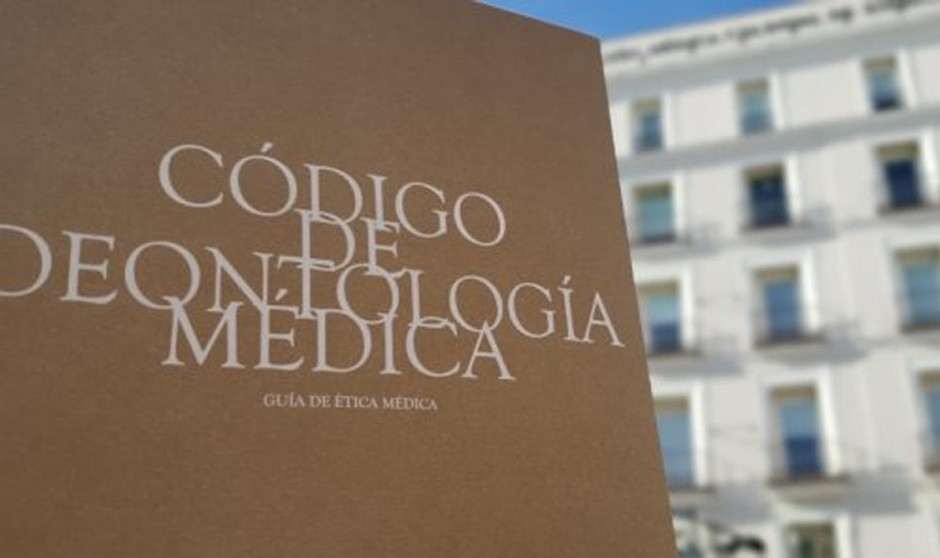 CÓDIGO
DE
DEONTOLOGÍA
MÉDICA
GUÍA DE ÉTICA MÉDICA